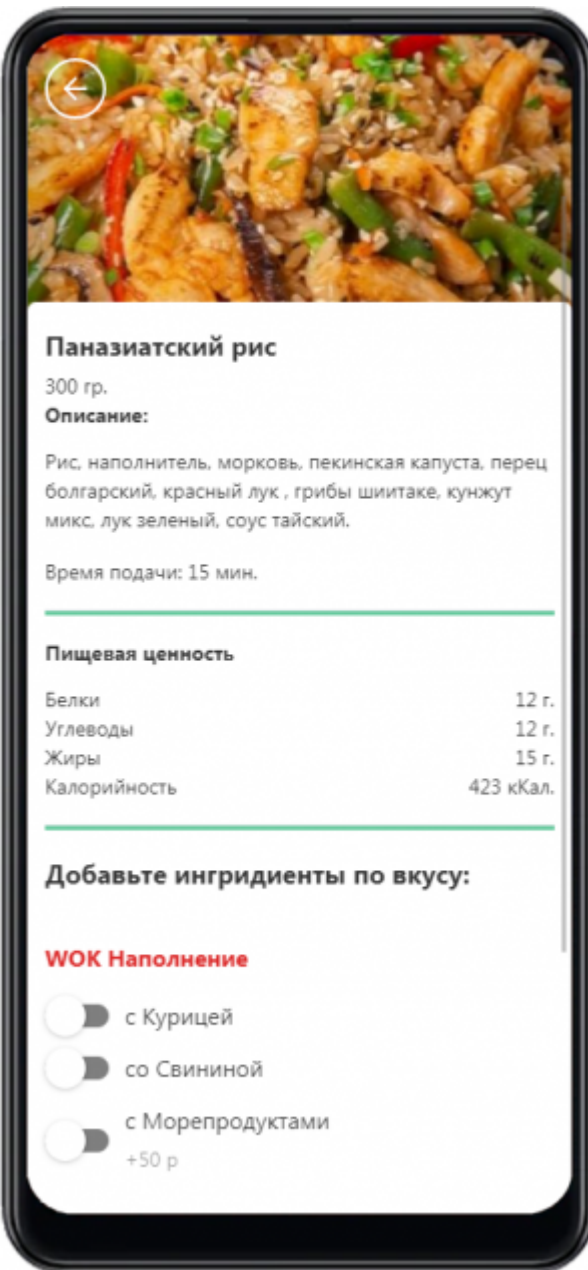 Паназиатский рис
300 гр.
Описание:
Рис, наполнитель, морковь, пекинская капуста, перец
болгарский, красный лук , грибы шиитаке, кунжут
микс, лук зеленый, соус тайский.
Время подачи: 15 мин.
Пищевая ценность
Белки 12 г.
Углеводы 12 г.
Жиры 15 г.
Калорийность 423 кКал.
Добавьте ингридиенты по вкусу:
WOK Наполнение
с Курицей
со Свининой
с Морепродуктами
+50 р